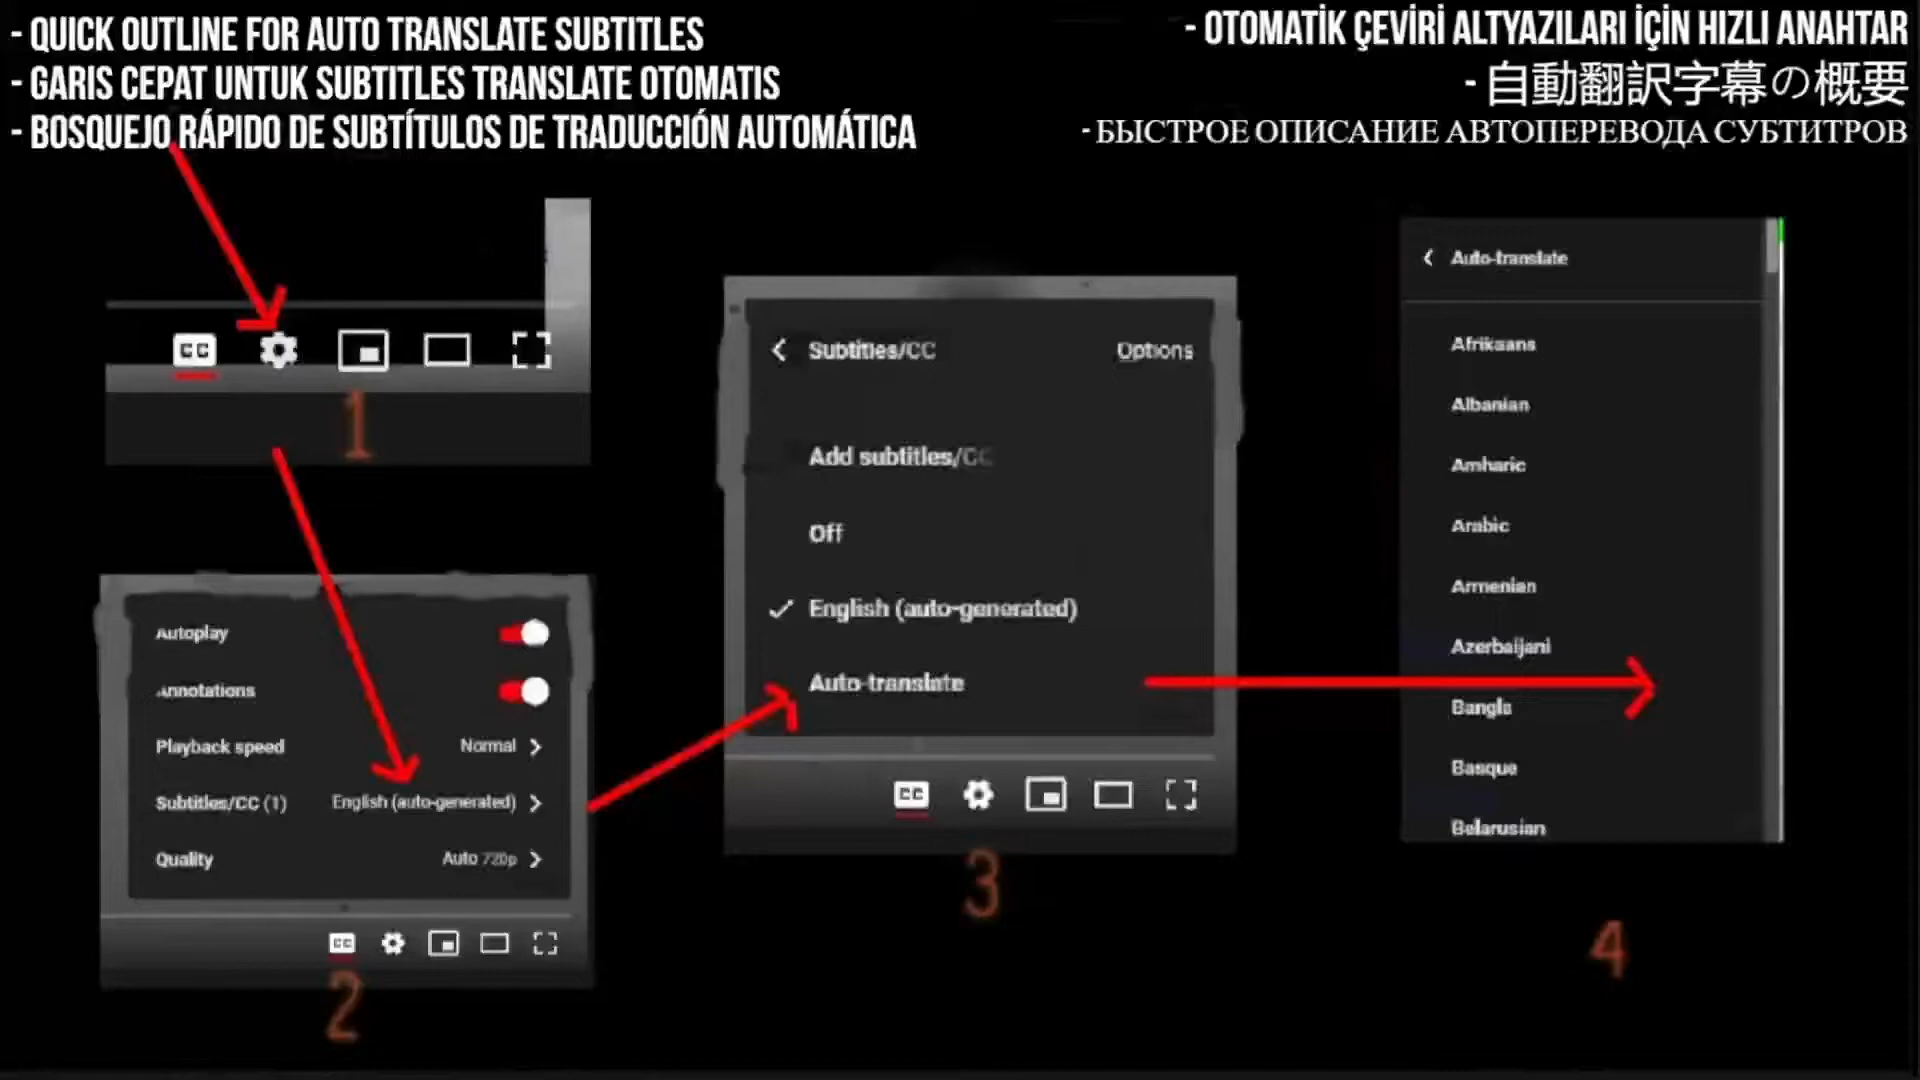 - QUICK OUTLINE FOR AUTO TRANSLATE SUBTITLES
- GARIS CEPAT UNTUK SUBTITLES TRANSLATE OTOMATIS
- BOSQUEJO RÁPIDO DE SUBTÍTULOS DE TRADUCCIÓN AUTOMÁTICA
- OTOMATİK ÇEVİRİ ALTYAZILARI İÇİN HIZLI ANAHTAR
- 自動翻訳字幕の概要
- БЫСТРОЕ ОПИСАНИЕ АВТОПЕРЕВОДА СУБТИТРОВ
CC
1
Autoplay
Annotations
Playback speed Normal
Subtitles/CC (1) English (auto-generated)
Quality Auto 720p
CC
2
Subtitles/CC Options
Add subtitles/CC
Off
English (auto-generated)
Auto-translate
CC
3
Auto-translate
Afrikaans
Albanian
Amharic
Arabic
Armenian
Azerbaijani
Bangla
Basque
Belarusian
4